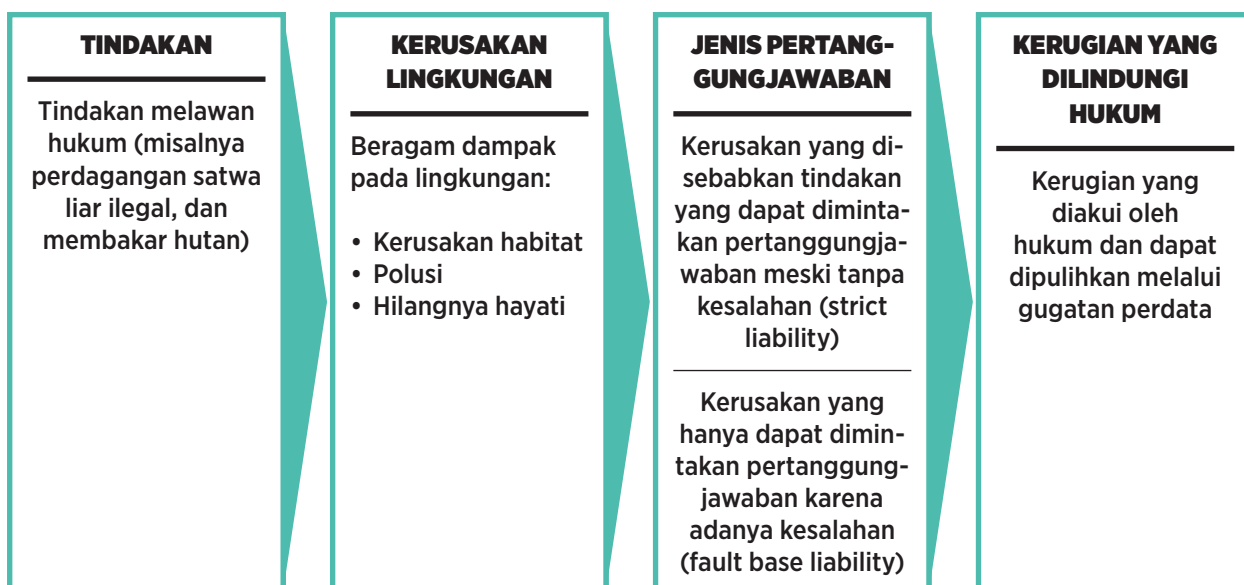 TINDAKAN
Tindakan melawan
hukum (misalnya
perdagangan satwa
liar ilegal, dan
membakar hutan)
KERUSAKAN
LINGKUNGAN
Beragam dampak
pada lingkungan:
• Kerusakan habitat
• Polusi
• Hilangnya hayati
JENIS PERTANG-
GUNGJAWABAN
Kerusakan yang di-
sebabkan tindakan
yang dapat diminta-
kan pertanggungja-
waban meski tanpa
kesalahan (strict
liability)
Kerusakan yang
hanya dapat dimin-
takan pertanggung-
jawaban karena
adanya kesalahan
(fault base liability)
KERUGIAN YANG
DILINDUNGI
HUKUM
Kerugian yang
diakui oleh
hukum dan dapat
dipulihkan melalui
gugatan perdata